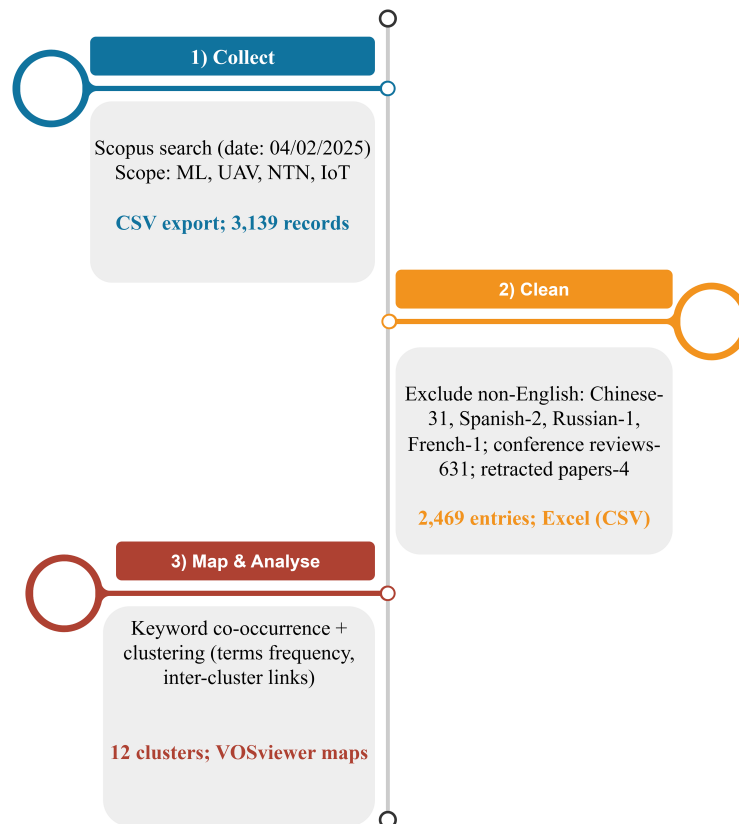 1) Collect
Scopus search (date: 04/02/2025)
Scope: ML, UAV, NTN, IoT
CSV export; 3,139 records
2) Clean
Exclude non-English: Chinese-
31, Spanish-2, Russian-1,
French-1; conference reviews-
631; retracted papers-4
2,469 entries; Excel (CSV)
3) Map & Analyse
Keyword co-occurrence +
clustering (terms frequency,
inter-cluster links)
12 clusters; VOSviewer maps